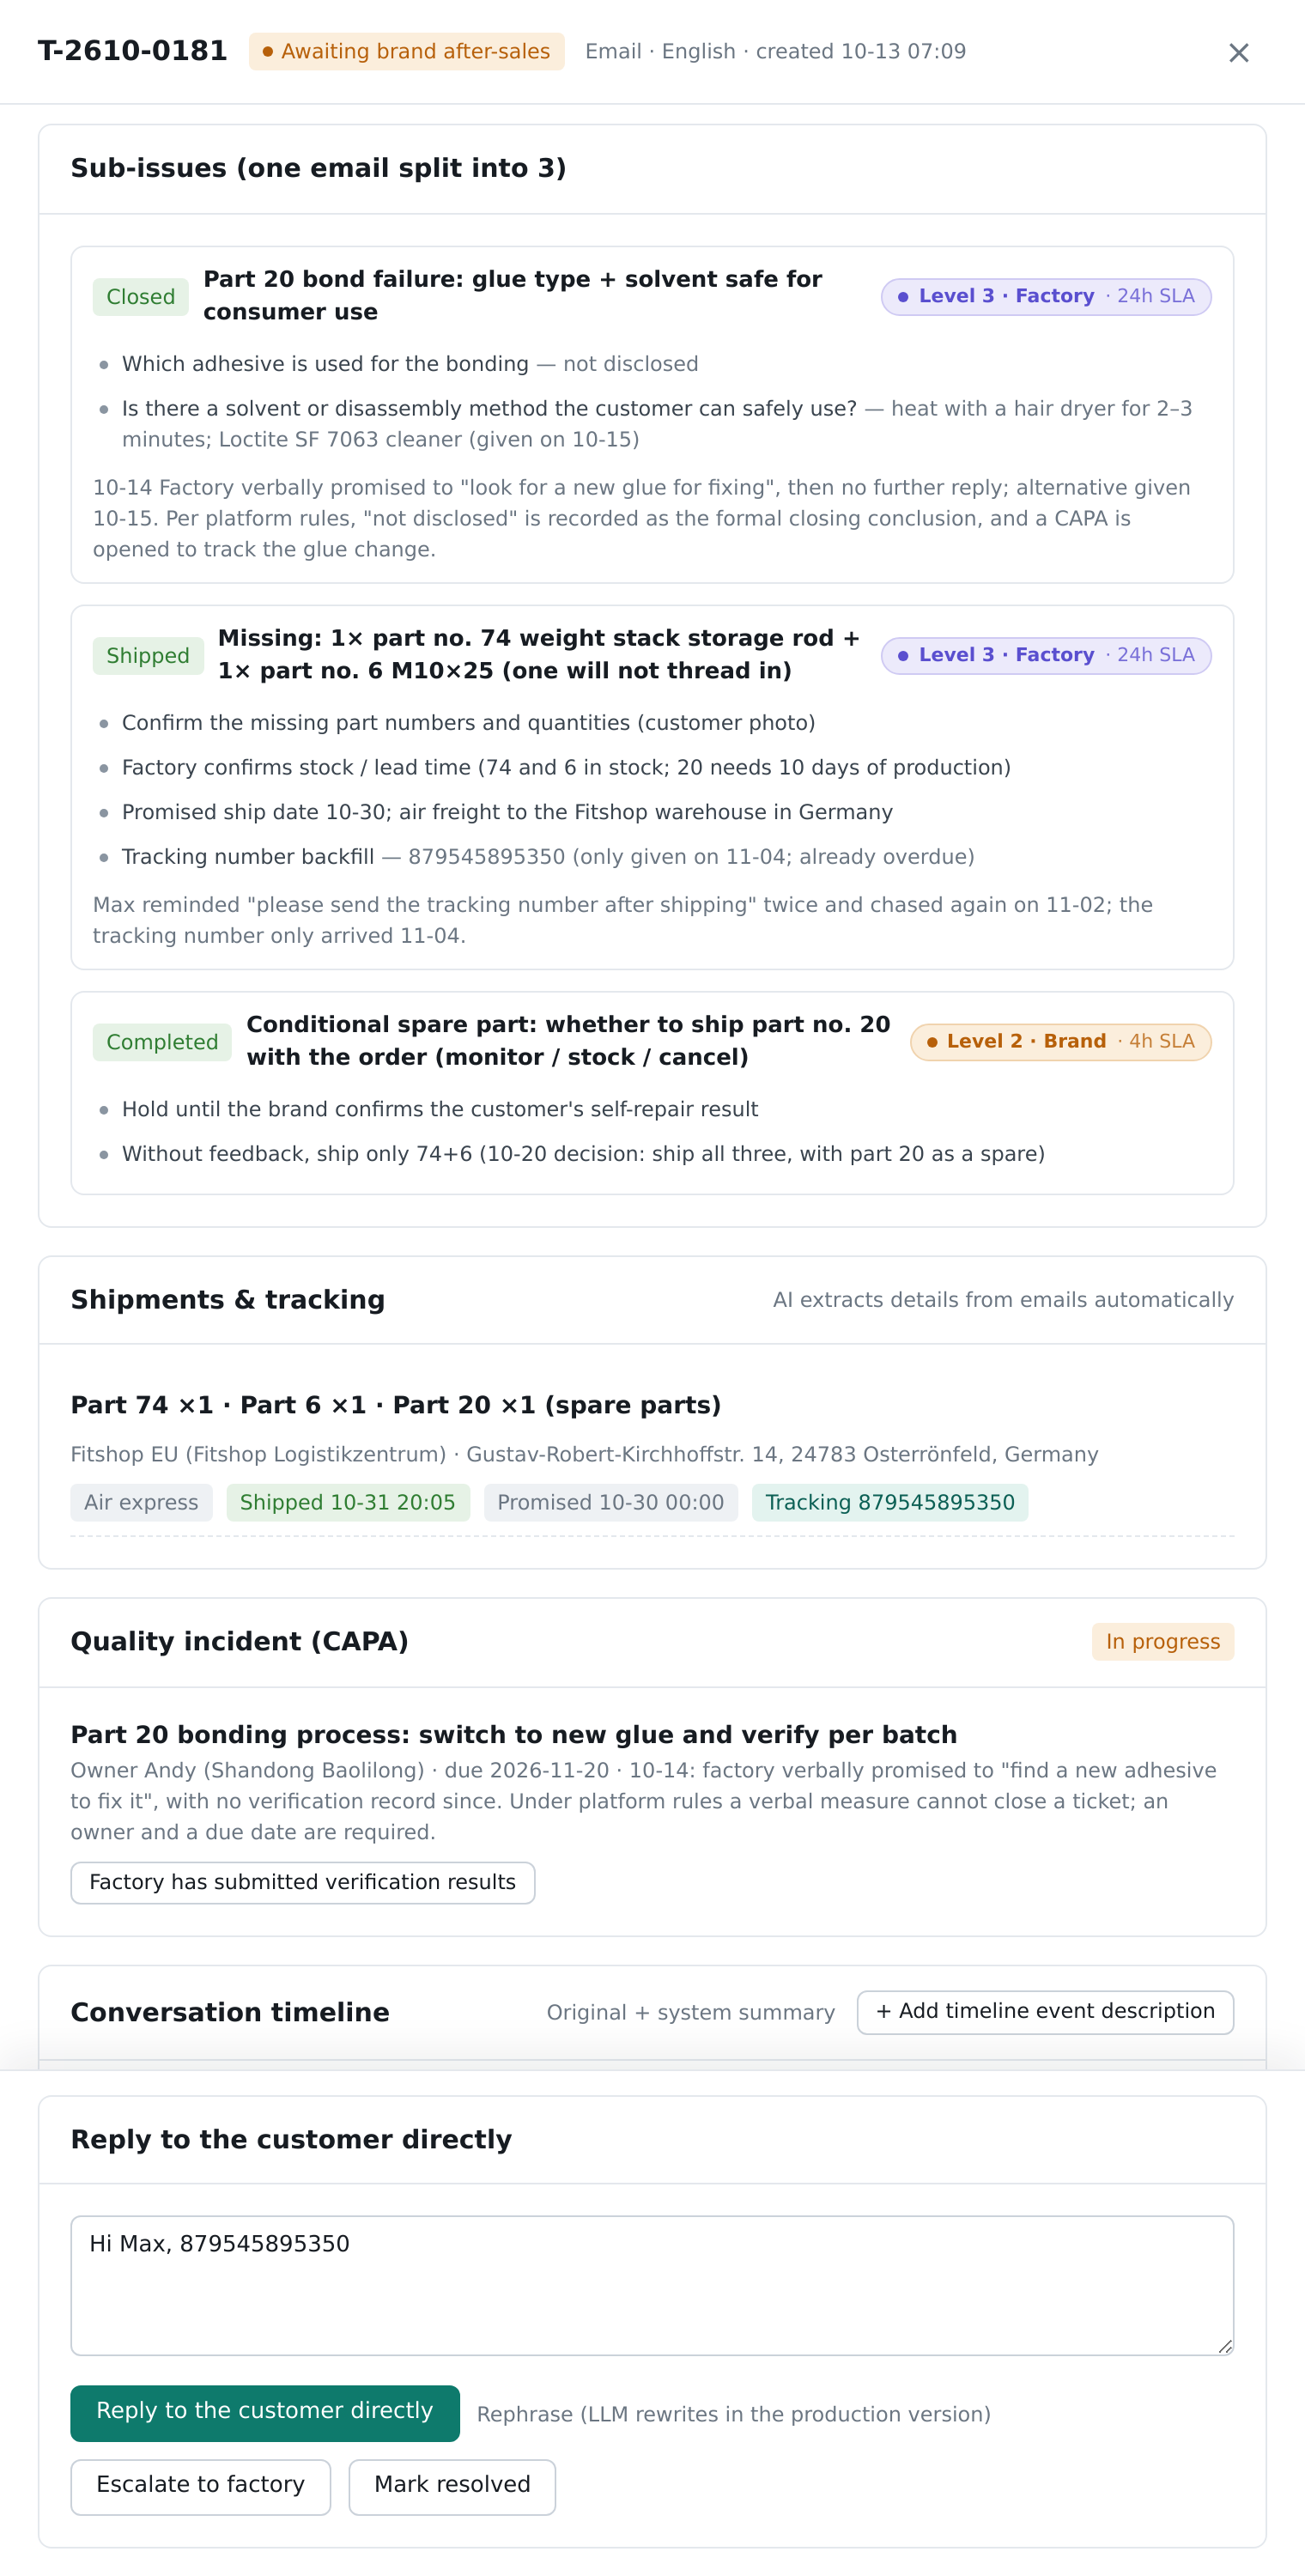 T-2610-0181
Awaiting brand after-sales
Email · English · created 10-13 07:09
Sub-issues (one email split into 3)
Closed
Part 20 bond failure: glue type + solvent safe for
consumer use
Level 3 · Factory · 24h SLA
Which adhesive is used for the bonding — not disclosed
Is there a solvent or disassembly method the customer can safely use? — heat with a hair dryer for 2–3
minutes; Loctite SF 7063 cleaner (given on 10-15)
10-14 Factory verbally promised to "look for a new glue for fixing", then no further reply; alternative given
10-15. Per platform rules, "not disclosed" is recorded as the formal closing conclusion, and a CAPA is
opened to track the glue change.
Shipped
Missing: 1× part no. 74 weight stack storage rod +
1× part no. 6 M10×25 (one will not thread in)
Level 3 · Factory · 24h SLA
Confirm the missing part numbers and quantities (customer photo)
Factory confirms stock / lead time (74 and 6 in stock; 20 needs 10 days of production)
Promised ship date 10-30; air freight to the Fitshop warehouse in Germany
Tracking number backfill — 879545895350 (only given on 11-04; already overdue)
Max reminded "please send the tracking number after shipping" twice and chased again on 11-02; the
tracking number only arrived 11-04.
Completed
Conditional spare part: whether to ship part no. 20
with the order (monitor / stock / cancel)
Level 2 · Brand · 4h SLA
Hold until the brand confirms the customer's self-repair result
Without feedback, ship only 74+6 (10-20 decision: ship all three, with part 20 as a spare)
Shipments & tracking
AI extracts details from emails automatically
Part 74 ×1 · Part 6 ×1 · Part 20 ×1 (spare parts)
Fitshop EU (Fitshop Logistikzentrum) · Gustav-Robert-Kirchhoffstr. 14, 24783 Osterrönfeld, Germany
Air express
Shipped 10-31 20:05
Promised 10-30 00:00
Tracking 879545895350
Quality incident (CAPA)
In progress
Part 20 bonding process: switch to new glue and verify per batch
Owner Andy (Shandong Baolilong) · due 2026-11-20 · 10-14: factory verbally promised to "find a new adhesive
to fix it", with no verification record since. Under platform rules a verbal measure cannot close a ticket; an
owner and a due date are required.
Factory has submitted verification results
Conversation timeline
Original + system summary
+ Add timeline event description
Reply to the customer directly
Hi Max, 879545895350
Reply to the customer directly
Rephrase (LLM rewrites in the production version)
Escalate to factory
Mark resolved